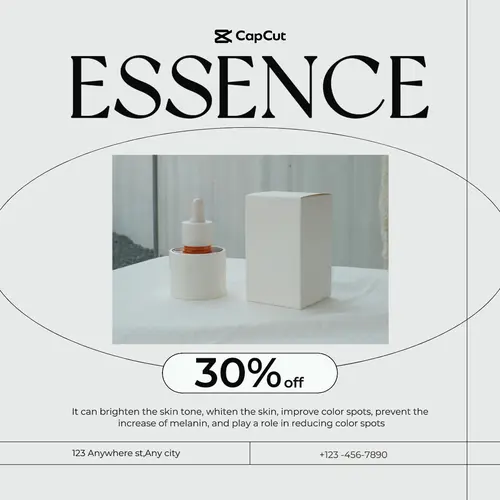 CapCut
ESSENCE
30% off
It can brighten the skin tone, whiten the skin, improve color spots, prevent the
increase of melanin, and play a role in reducing color spots
123 Anywhere st,Any city
+123 -456-7890